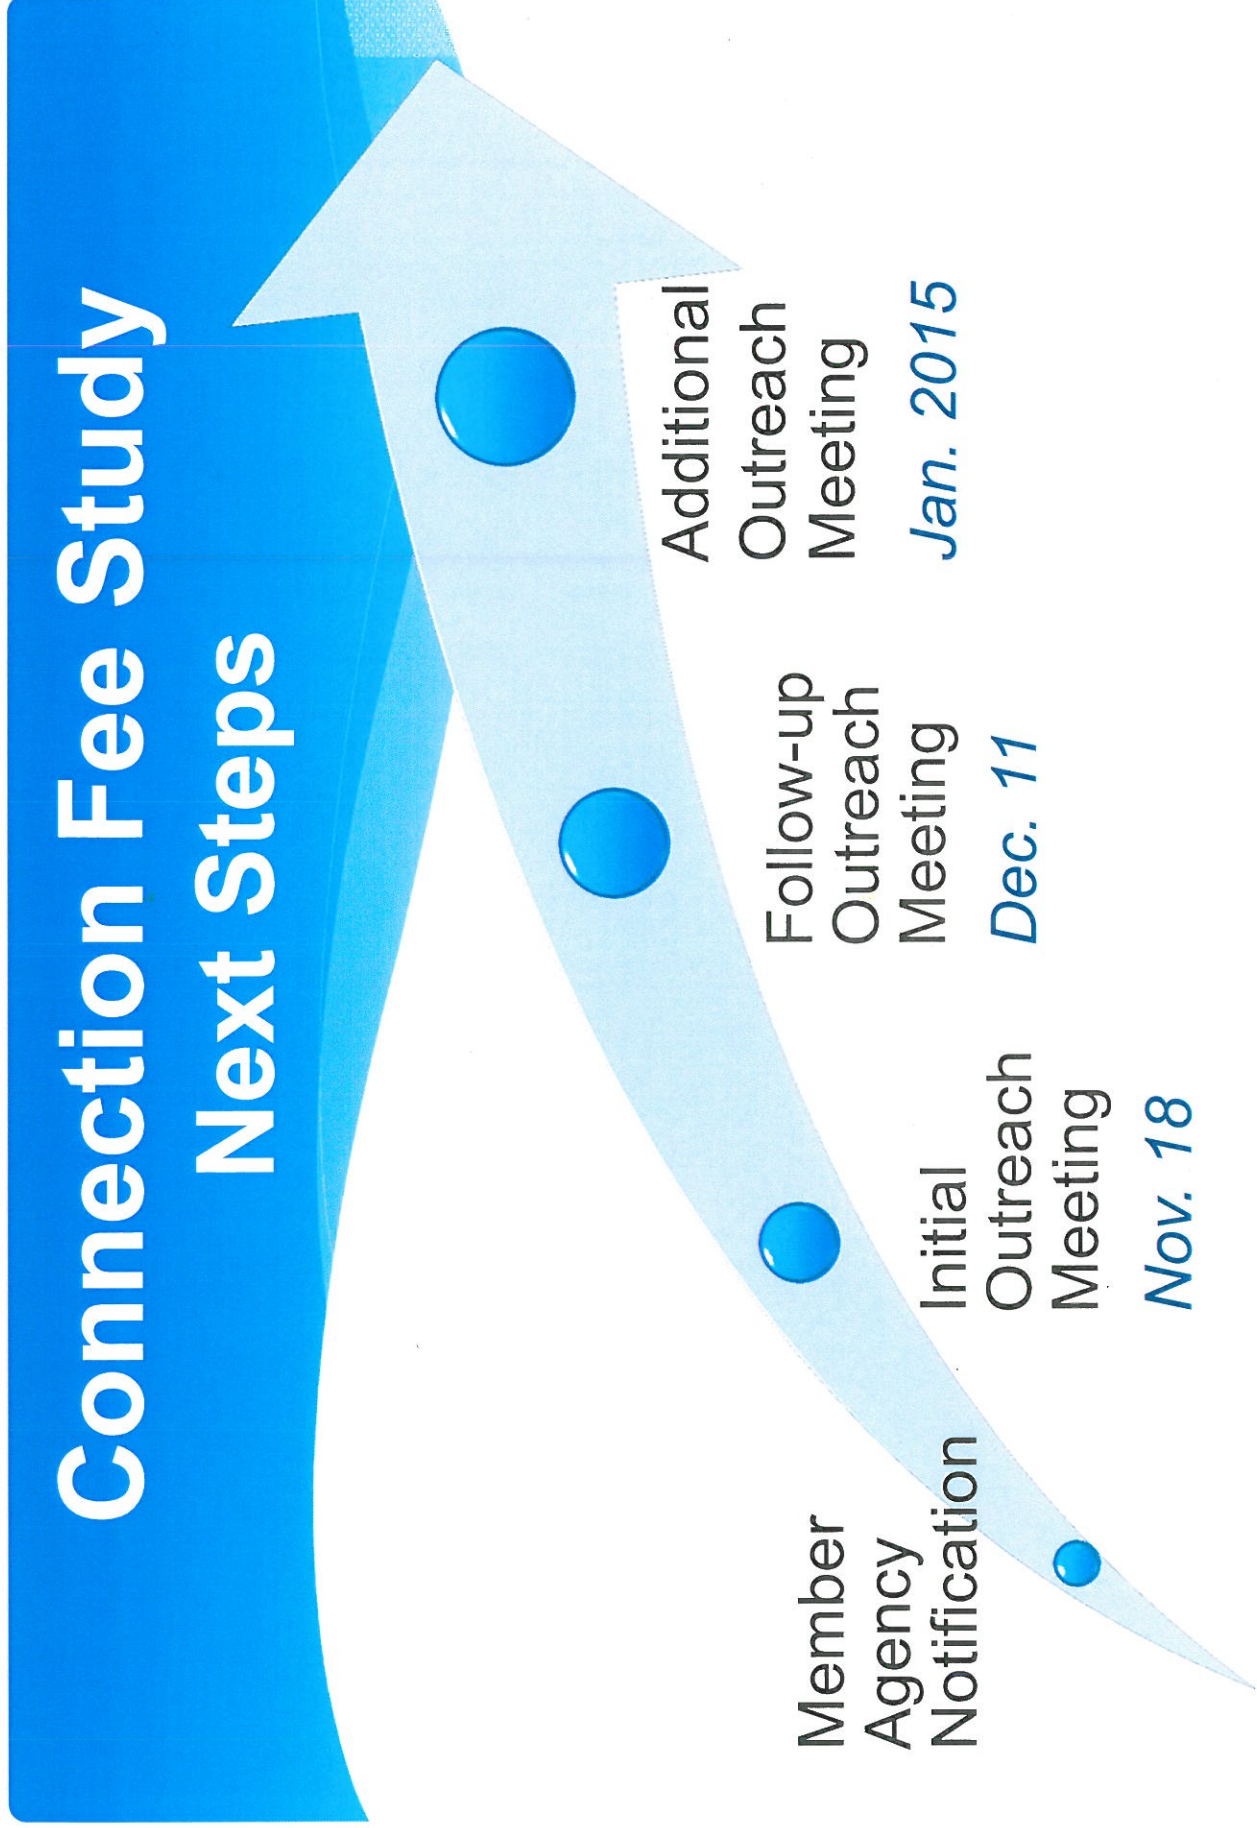 Connection Fee Study
Next Steps
Member
Agency
Notification
Initial
Outreach
Meeting
Nov. 18
Follow-up
Outreach
Meeting
Dec. 11
Additional
Outreach
Meeting
Jan. 2015